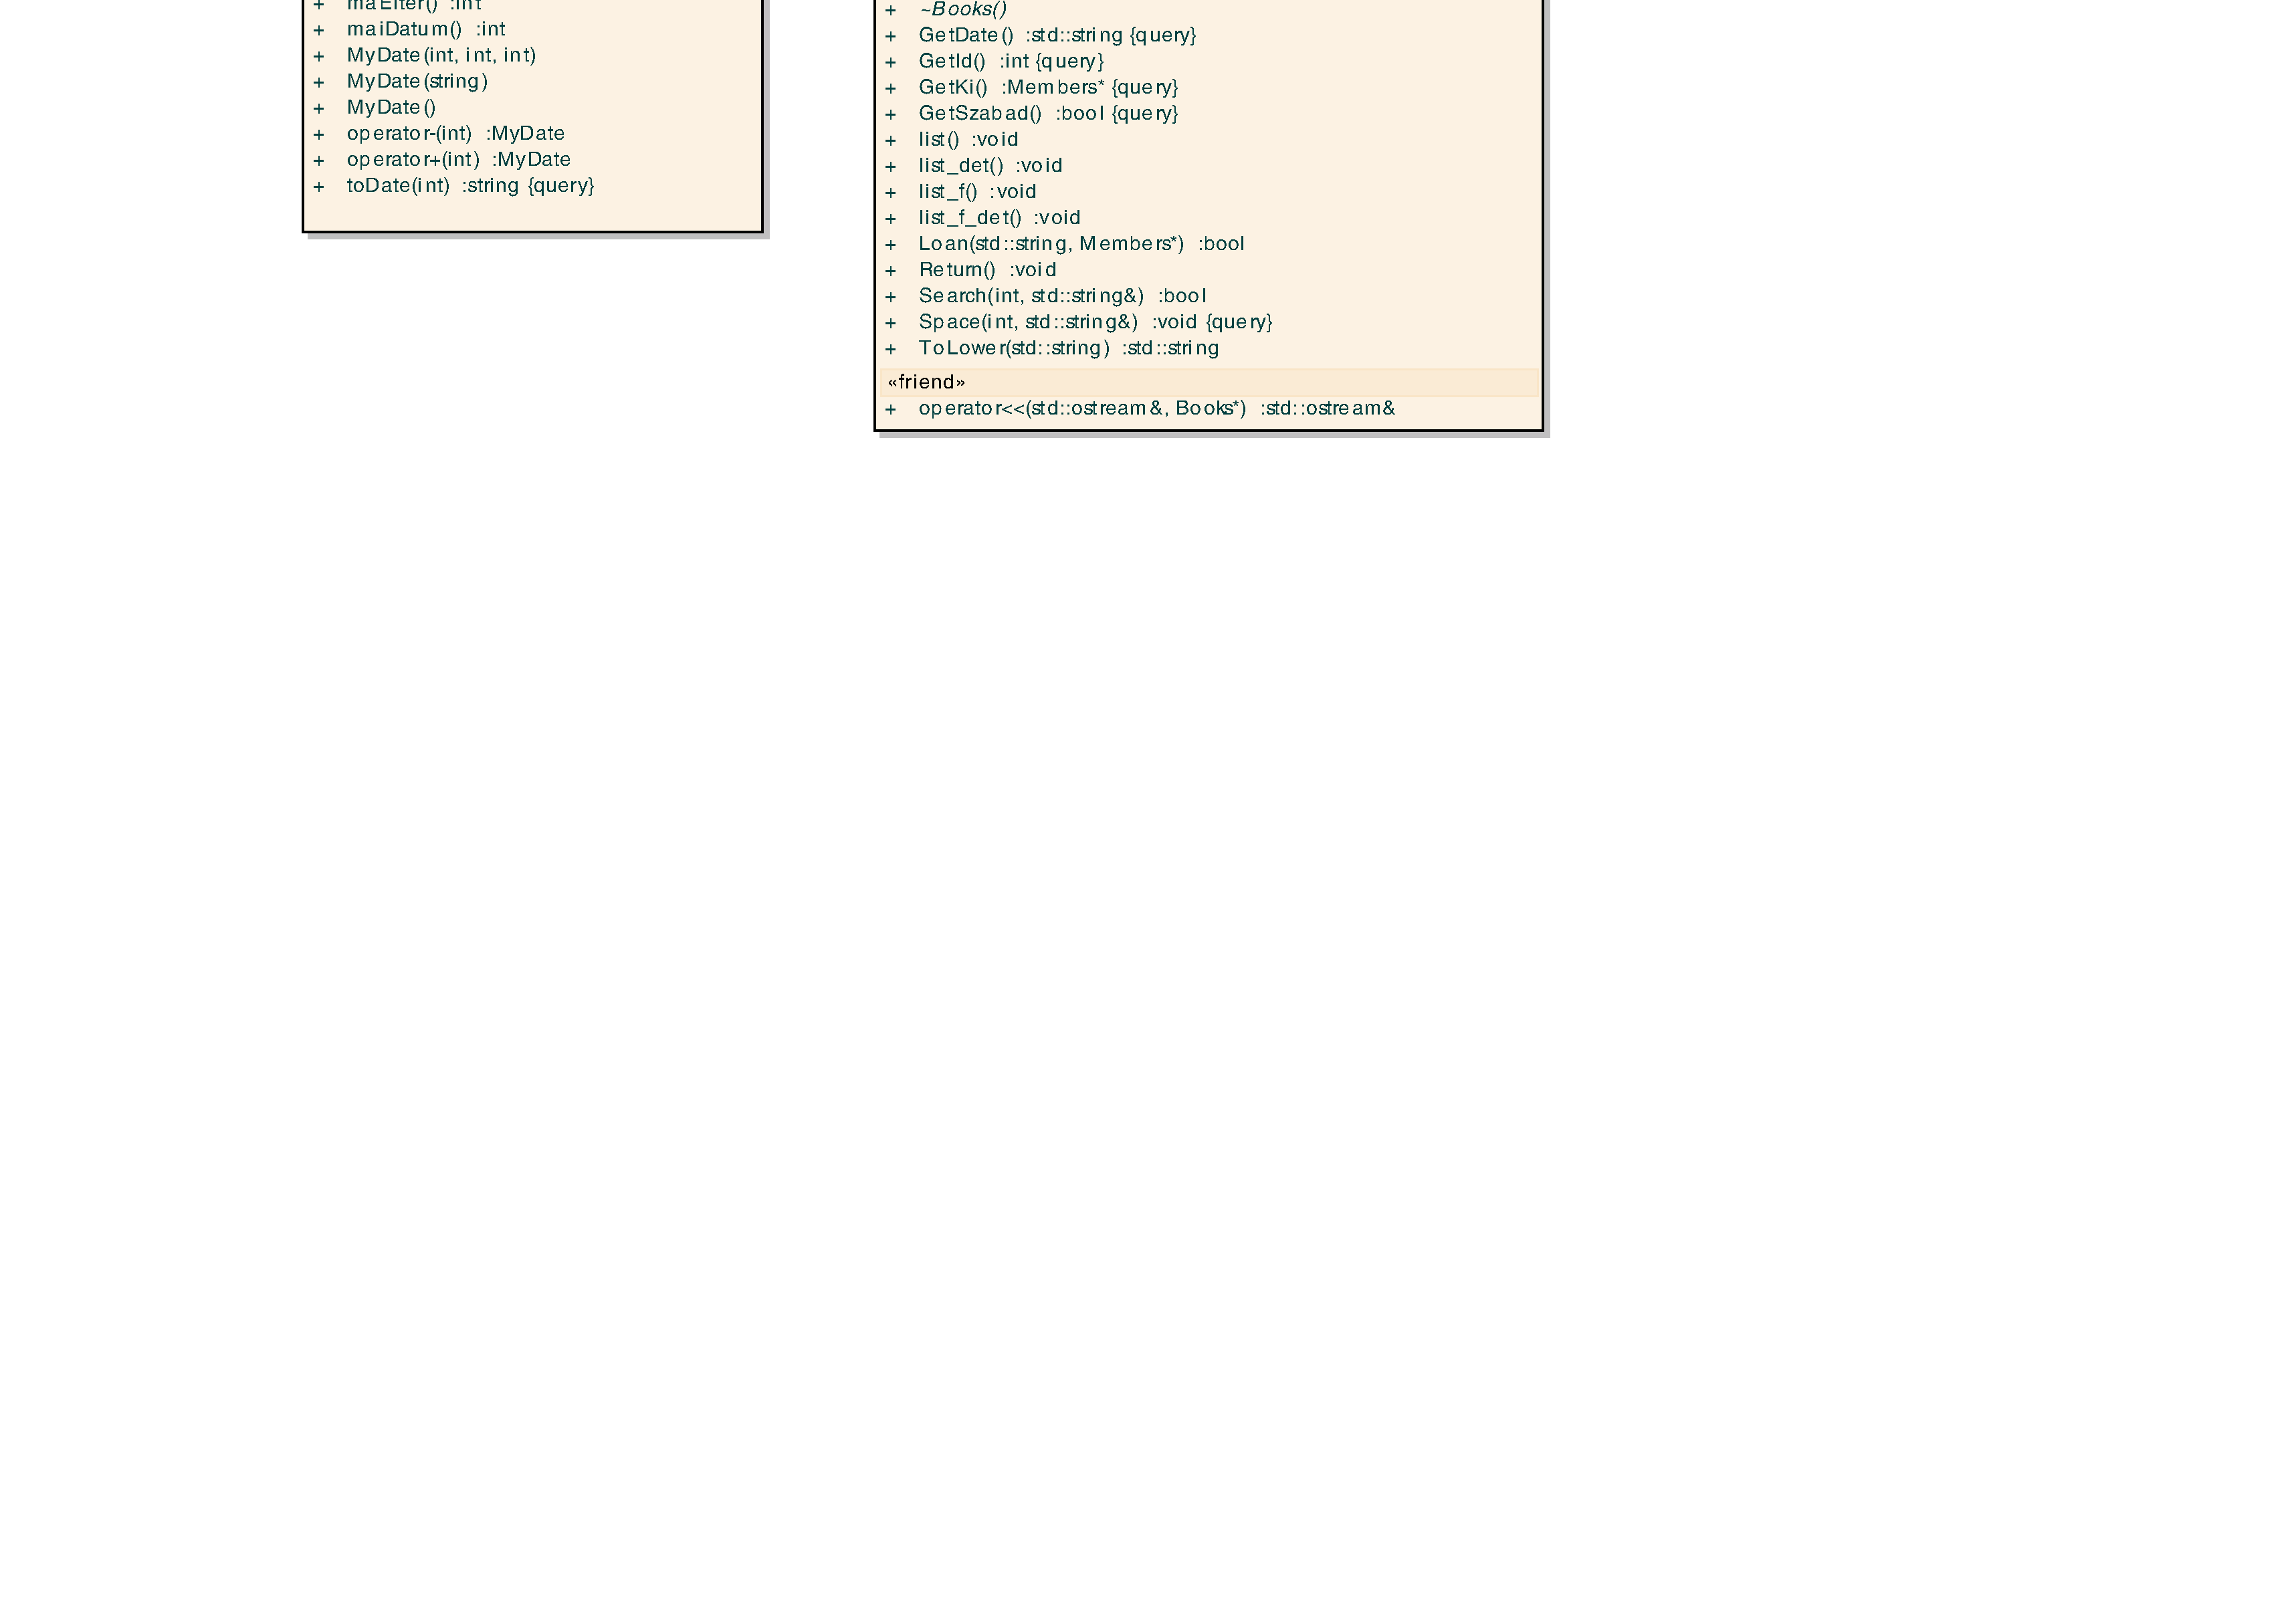 + maElter() :int
+ maiDatum() :int
+ MyDate(int, int, int)
+ MyDate(string)
+ MyDate()
+ operator-(int) :MyDate
+ operator+(int) :MyDate
+ toDate(int) :string {query}
+ ~Books()
+ GetDate() :std::string {query}
+ GetId() :int {query}
+ GetKi() :Members* {query}
+ GetSzabad() :bool {query}
+ list() :void
+ list_det() :void
+ list_f() :void
+ list_f_det() :void
+ Loan(std::string, Members*) :bool
+ Return() :void
+ Search(int, std::string&) :bool
+ Space(int, std::string&) :void {query}
+ ToLower(std::string) :std::string
«friend»
+ operator<<(std::ostream&, Books*) :std::ostream&